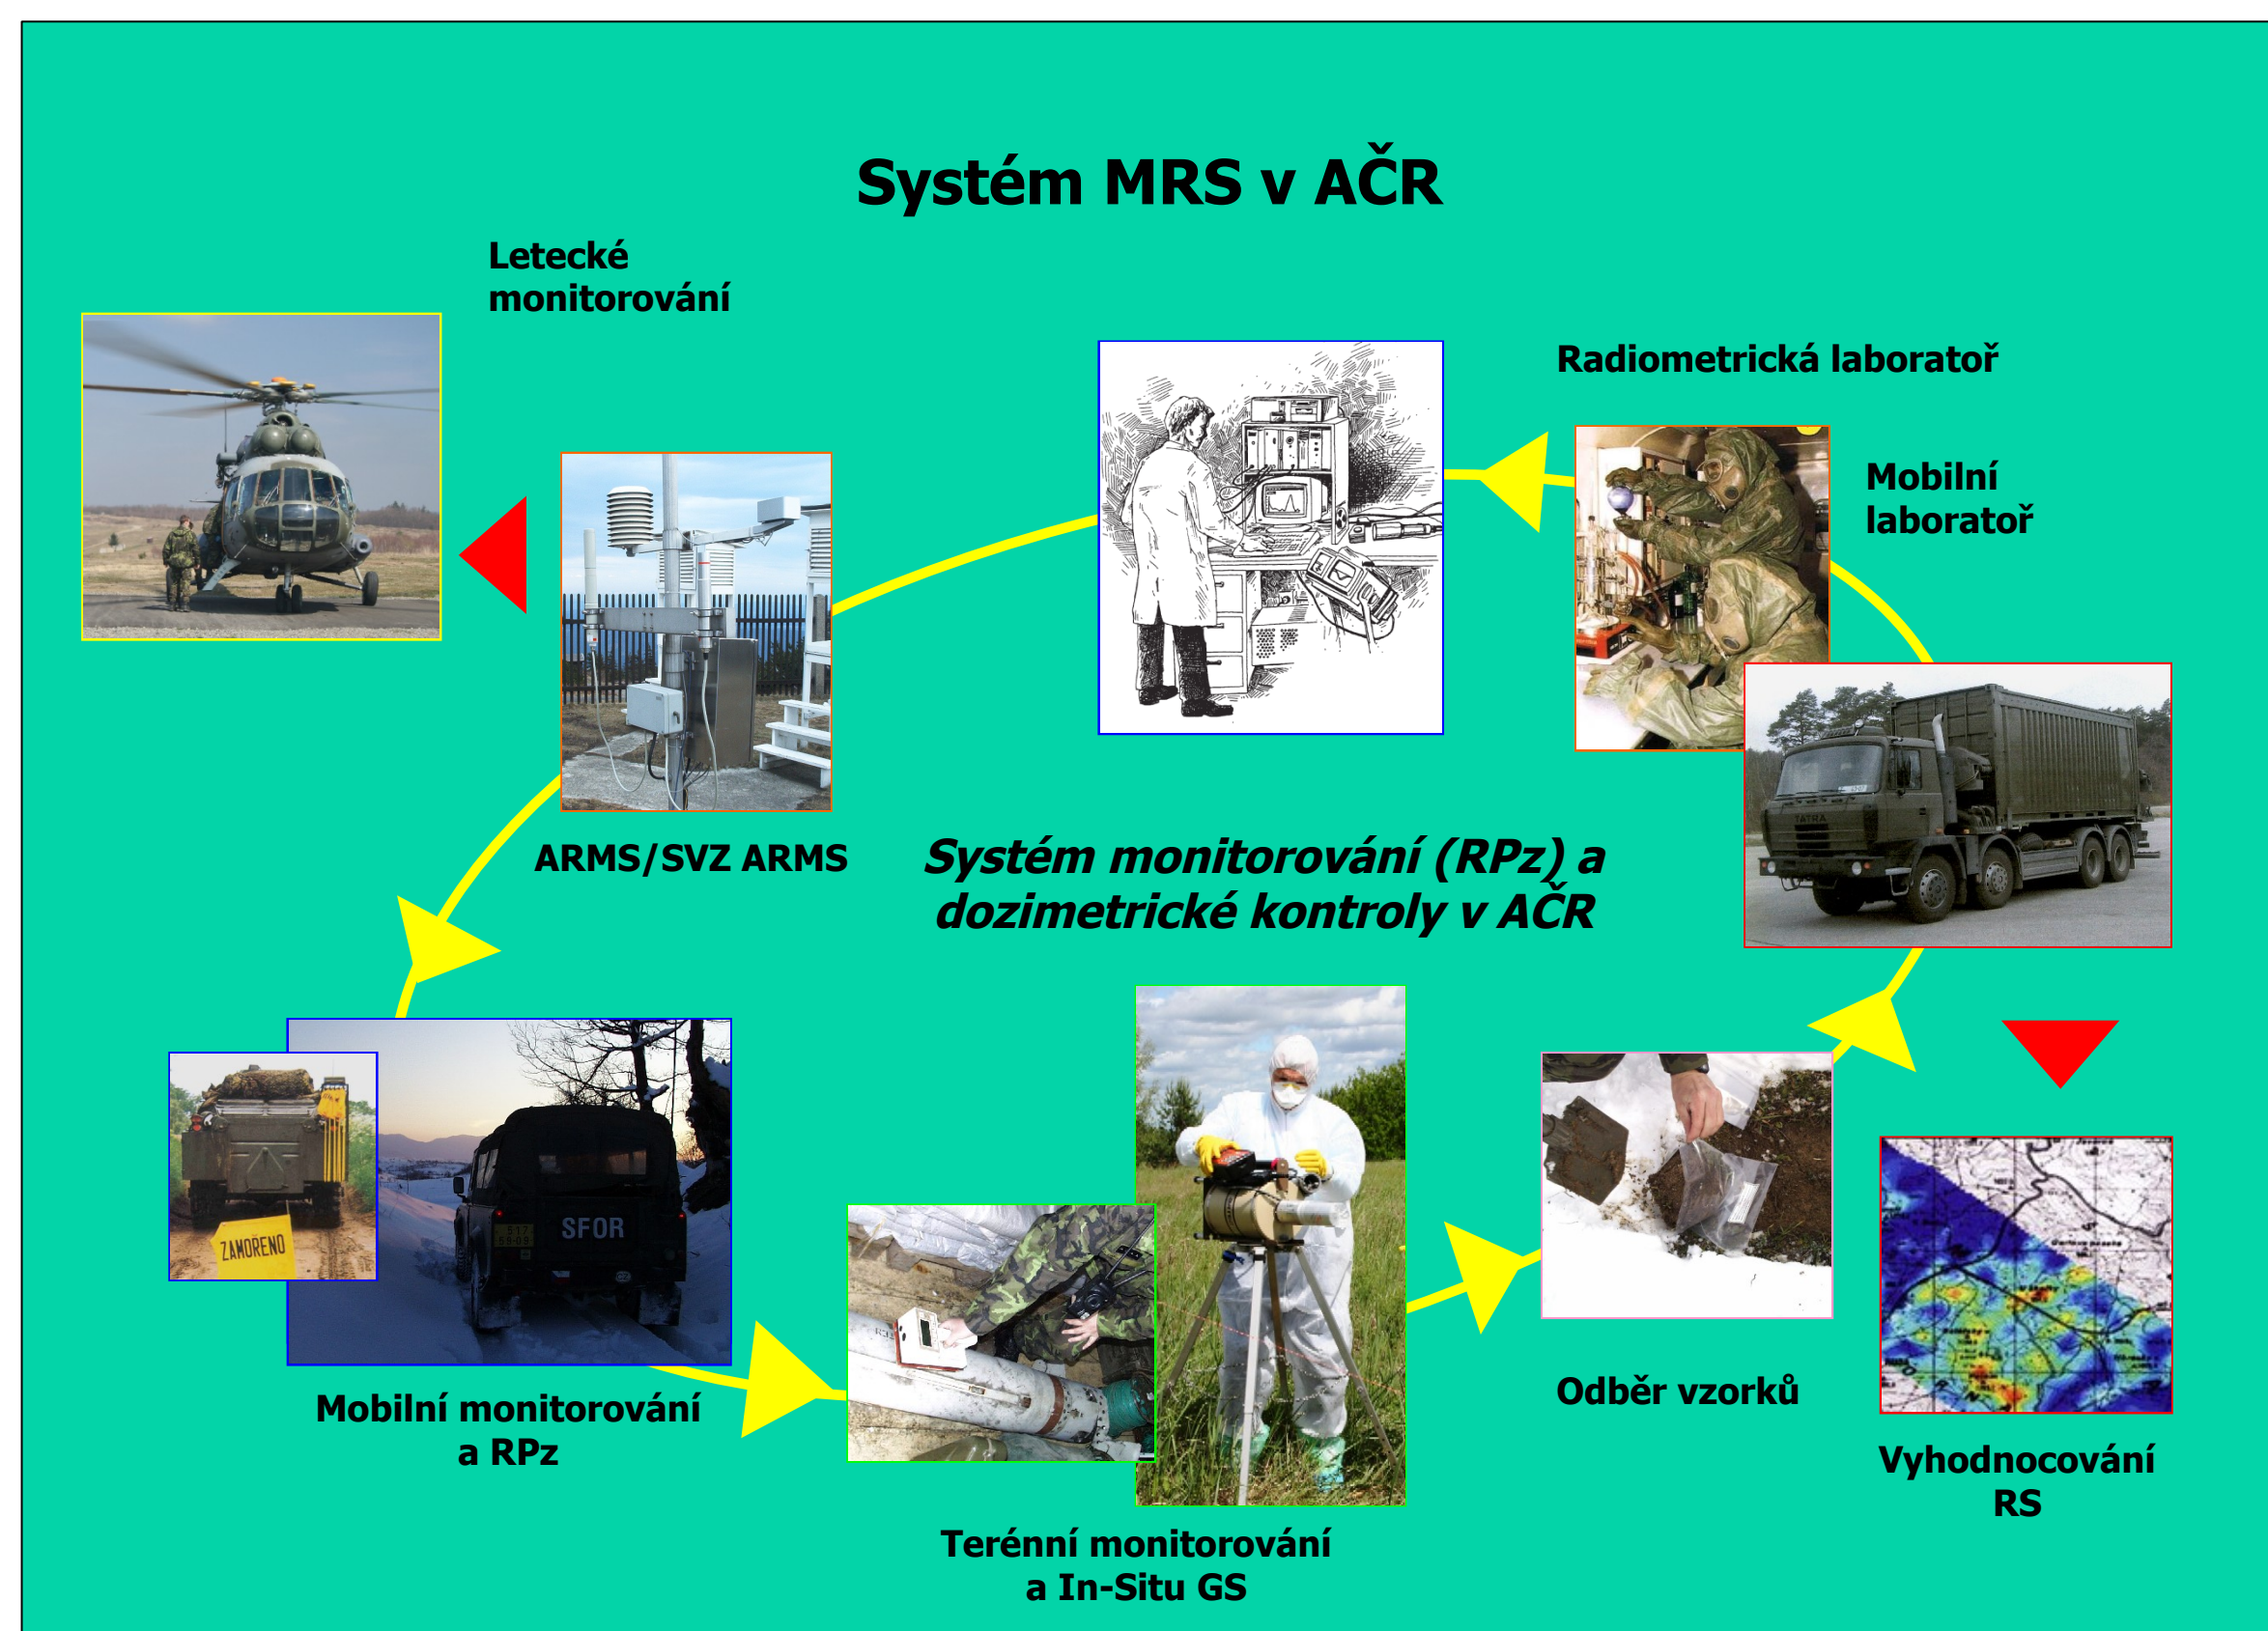 Systém MRS v AČR
Letecké
monitorování
Radiometrická laboratoř
Mobilní
laboratoř
TATRA
ARMS/SVZ ARMS
Systém monitorování (RPz) a
dozimetrické kontroly v AČR
SFOR
ZAMOŘENO
Odběr vzorků
Mobilní monitorování
a RPz
Vyhodnocování
RS
Terénní monitorování
a In-Situ GS